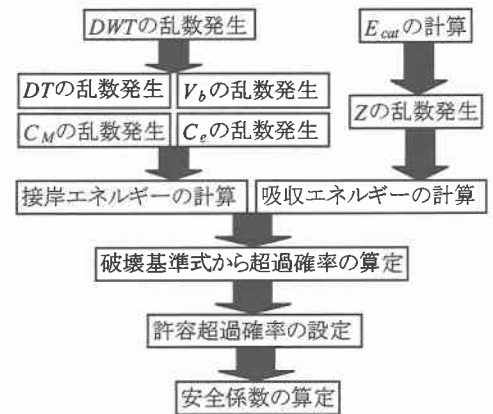 DWTの乱数発生
E_catの計算
DTの乱数発生
V_bの乱数発生
C_Mの乱数発生
C_eの乱数発生
Zの乱数発生
接岸エネルギーの計算
吸収エネルギーの計算
破壊基準式から超過確率の算定
許容超過確率の設定
安全係数の算定